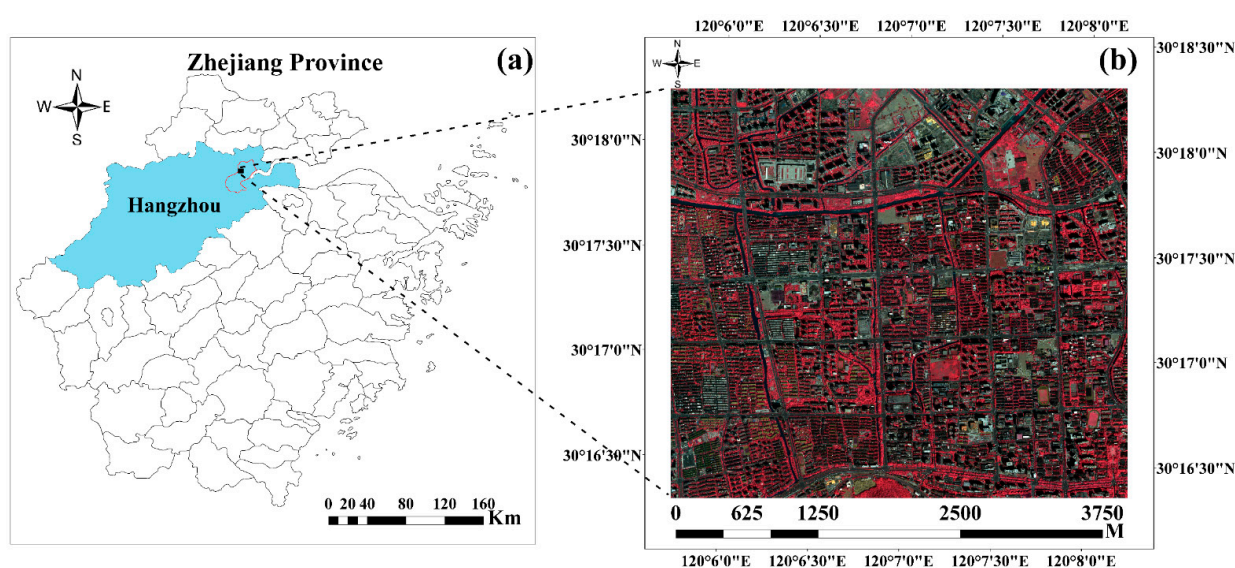 Zhejiang Province
(a)
N
W E
S
Hangzhou
0 20 40 80 120 160
Km
120°6'0"E 120°6'30"E 120°7'0"E 120°7'30"E 120°8'0"E
(b)
N
W E
S
30°18'30"N
30°18'0"N
30°18'0"N
30°17'30"N
30°17'30"N
30°17'0"N
30°17'0"N
30°16'30"N
30°16'30"N
0 625 1250 2500 3750
M
120°6'0"E 120°6'30"E 120°7'0"E 120°7'30"E 120°8'0"E